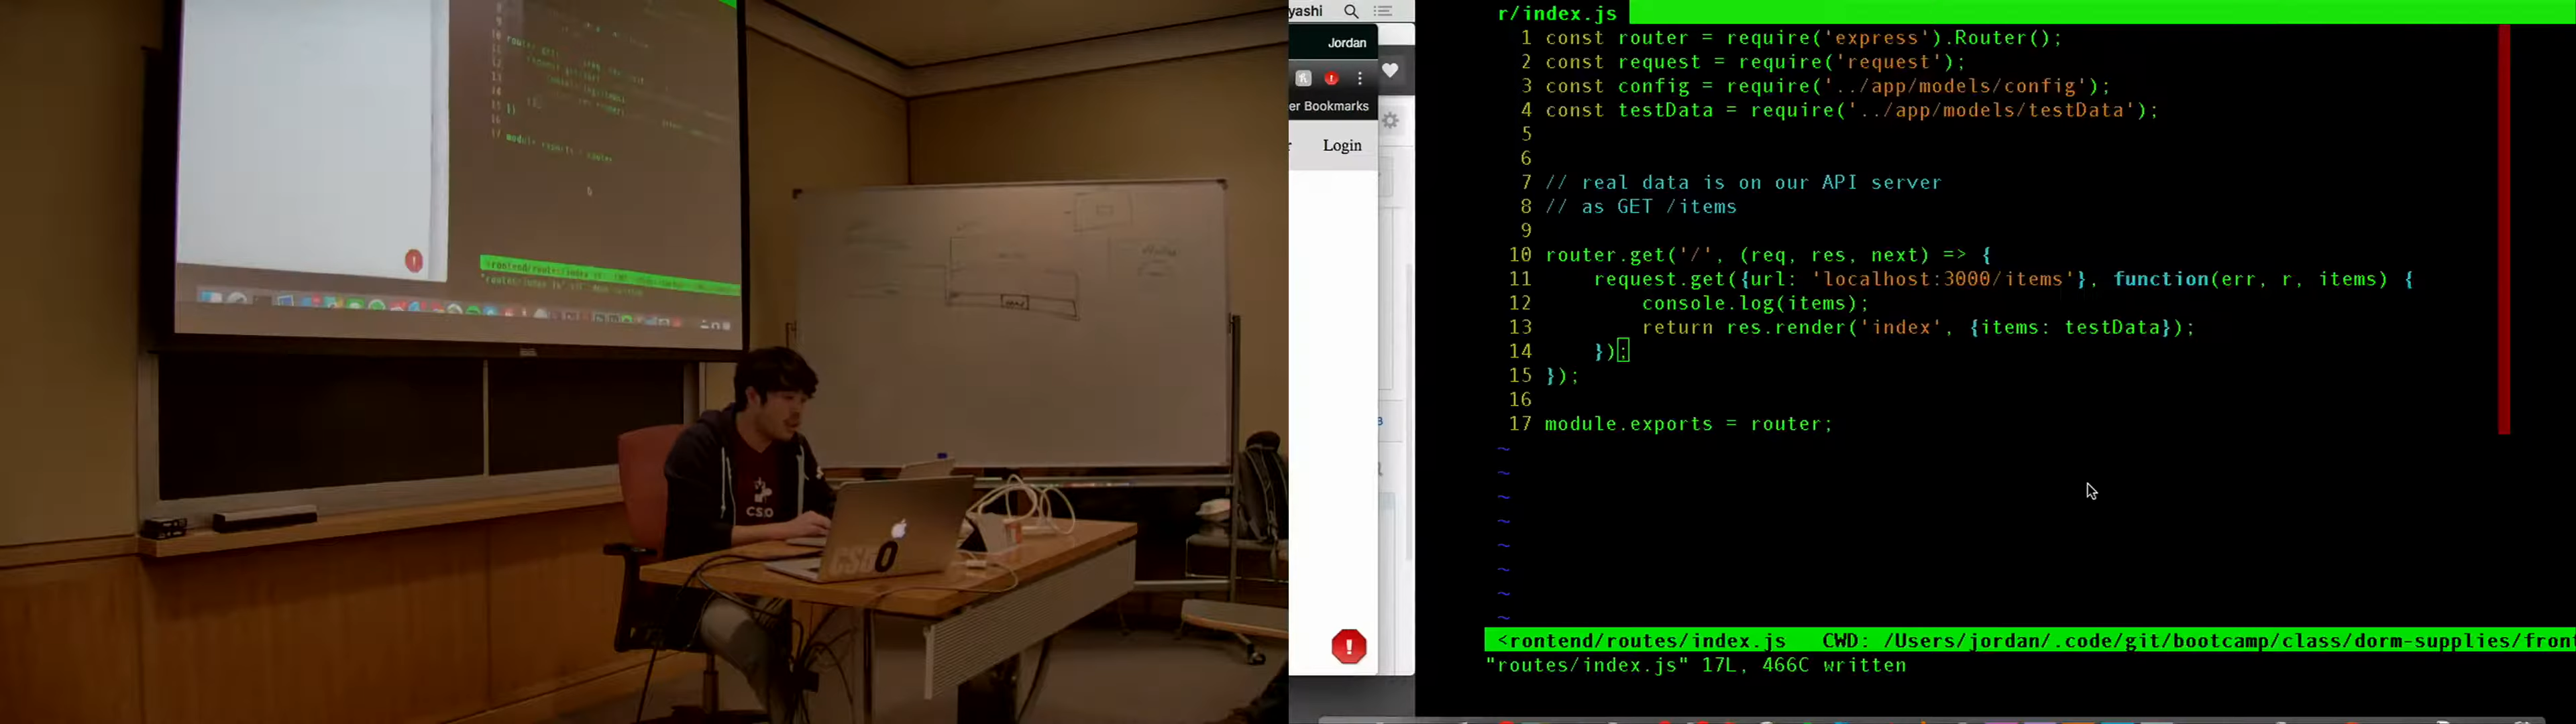 CS50
CS50
yashi
Jordan
er Bookmarks
r Login
r/index.js
1 const router = require('express').Router();
2 const request = require('request');
3 const config = require('../app/models/config');
4 const testData = require('../app/models/testData');
5
6
7 // real data is on our API server
8 // as GET /items
9
10 router.get('/', (req, res, next) => {
11 request.get({url: 'localhost:3000/items'}, function(err, r, items) {
12 console.log(items);
13 return res.render('index', {items: testData});
14 });
15 });
16
17 module.exports = router;
~
~
~
~
~
~
~
~
<rontend/routes/index.js CWD: /Users/jordan/.code/git/bootcamp/class/dorm-supplies/front
"routes/index.js" 17L, 466C written